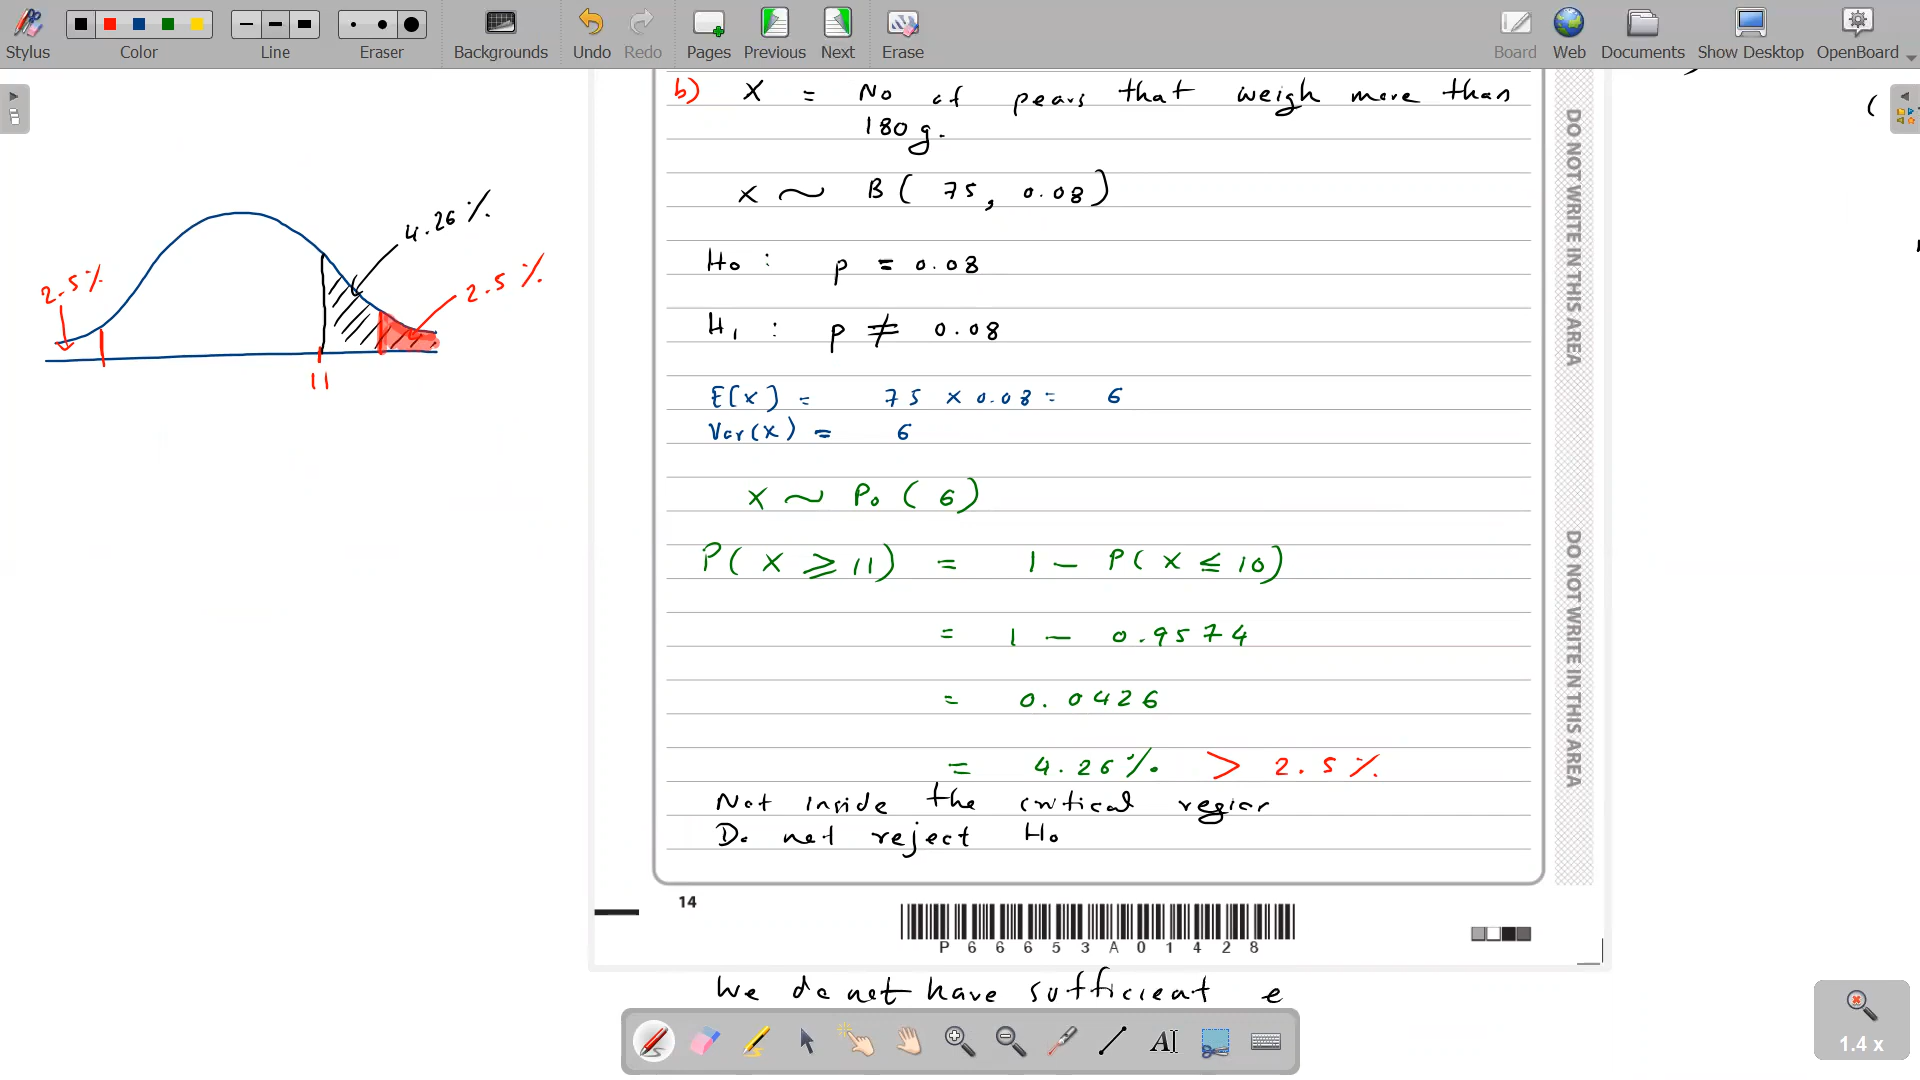 Stylus Color Line Eraser Backgrounds Undo Redo Pages Previous Next Erase Board Web Documents Show Desktop OpenBoard
b) X = No of pears that weigh more than
180 g.
X ~ B ( 75, 0.08 )
H₀ : p = 0.08
H₁ : p ≠ 0.08
E[x] = 75 × 0.08 = 6
Var(x) = 6
X ~ P₀ ( 6 )
P( X ⩾ 11 ) = 1 - P( X ≤ 10 )
= 1 - 0.9574
= 0.0426
= 4.26% > 2.5%
Not inside the critical region
Do not reject H₀
14
P 6 6 6 5 3 A 0 1 4 2 8
We do not have sufficient e
4.26%
2.5%
2.5%
11
DO NOT WRITE IN THIS AREA
DO NOT WRITE IN THIS AREA
(
AI
1.4 x